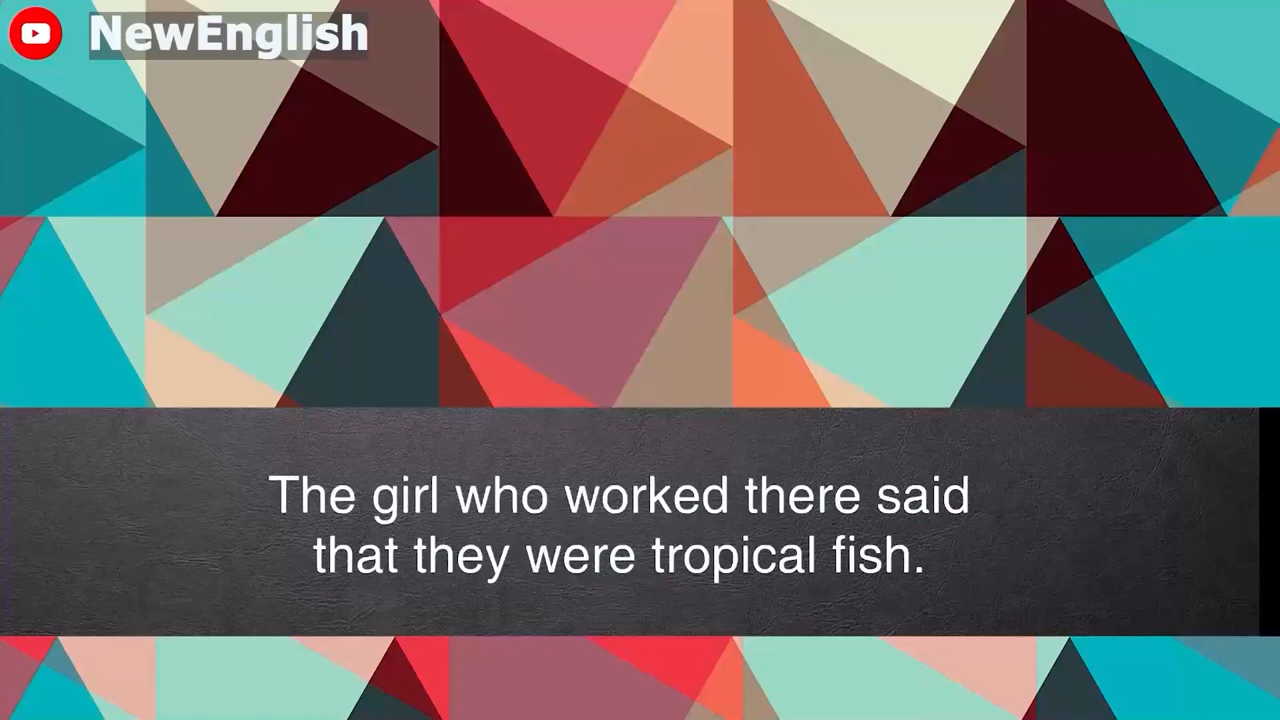 NewEnglish
The girl who worked there said
that they were tropical fish.